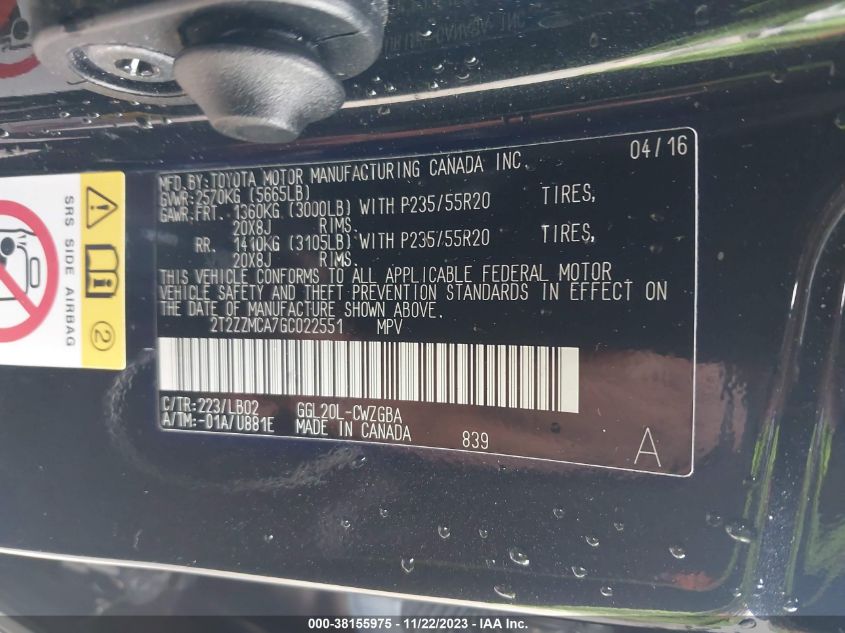 MFD.BY:TOYOTA MOTOR MANUFACTURING CANADA INC. 04/16
GVWR:2570KG (5665LB)
GAWR:FRT. 1360KG (3000LB) WITH P235/55R20 TIRES,
20X8J RIMS.
RR. 1410KG (3105LB) WITH P235/55R20 TIRES,
20X8J RIMS.
THIS VEHICLE CONFORMS TO ALL APPLICABLE FEDERAL MOTOR
VEHICLE SAFETY AND THEFT PREVENTION STANDARDS IN EFFECT ON
THE DATE OF MANUFACTURE SHOWN ABOVE.
2T2ZZMCA7GC022551 MPV
C/TR:223/LB02 GGL20L-CWZGBA
A/TM:-01A/U881E MADE IN CANADA 839 A
SRS SIDE AIRBAG
2
000-38155975 - 11/22/2023 - IAAI.com